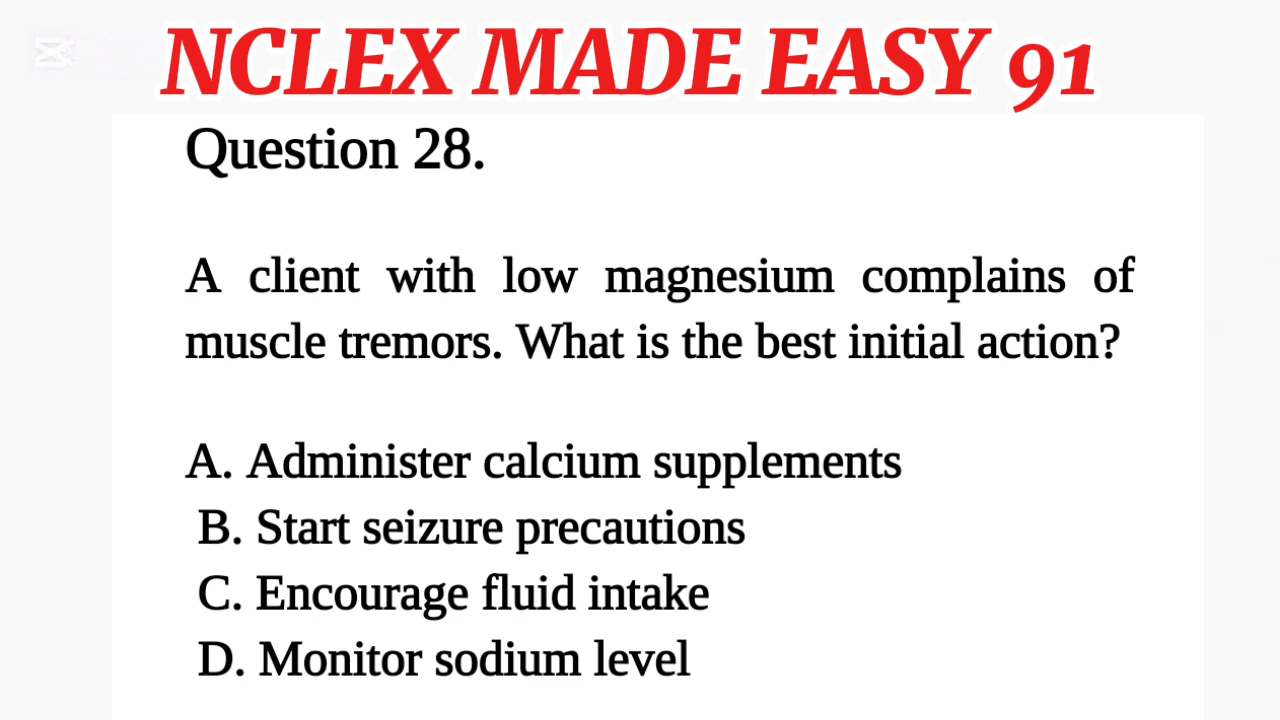 NCLEX MADE EASY 91
Question 28.
A client with low magnesium complains of
muscle tremors. What is the best initial action?
A. Administer calcium supplements
B. Start seizure precautions
C. Encourage fluid intake
D. Monitor sodium level